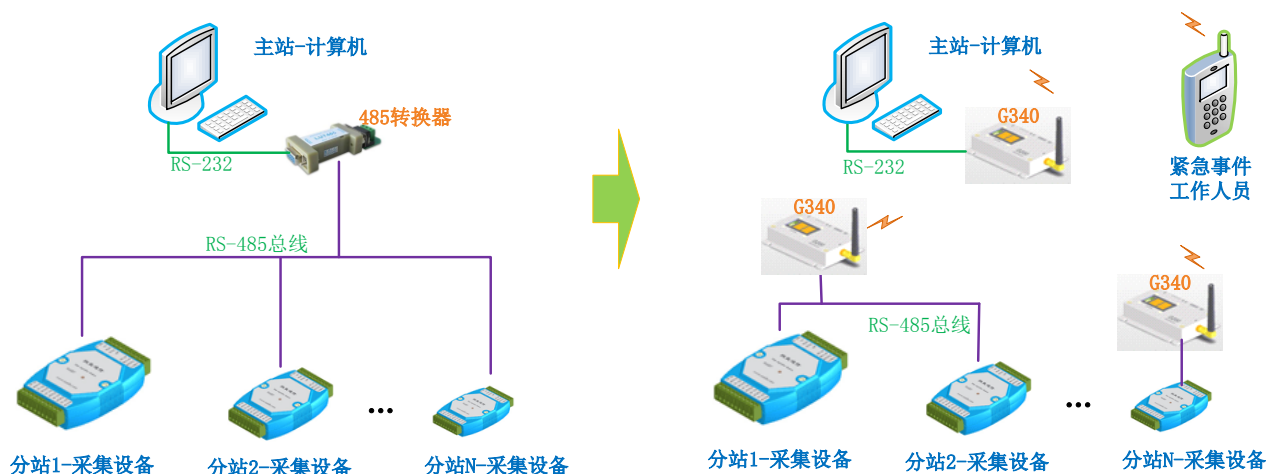 主站-计算机
485转换器
RS-232
RS-485总线
...
分站1-采集设备
分站2-采集设备
分站N-采集设备
主站-计算机
G340
RS-232
紧急事件
工作人员
G340
G340
RS-485总线
...
分站1-采集设备
分站2-采集设备
分站N-采集设备